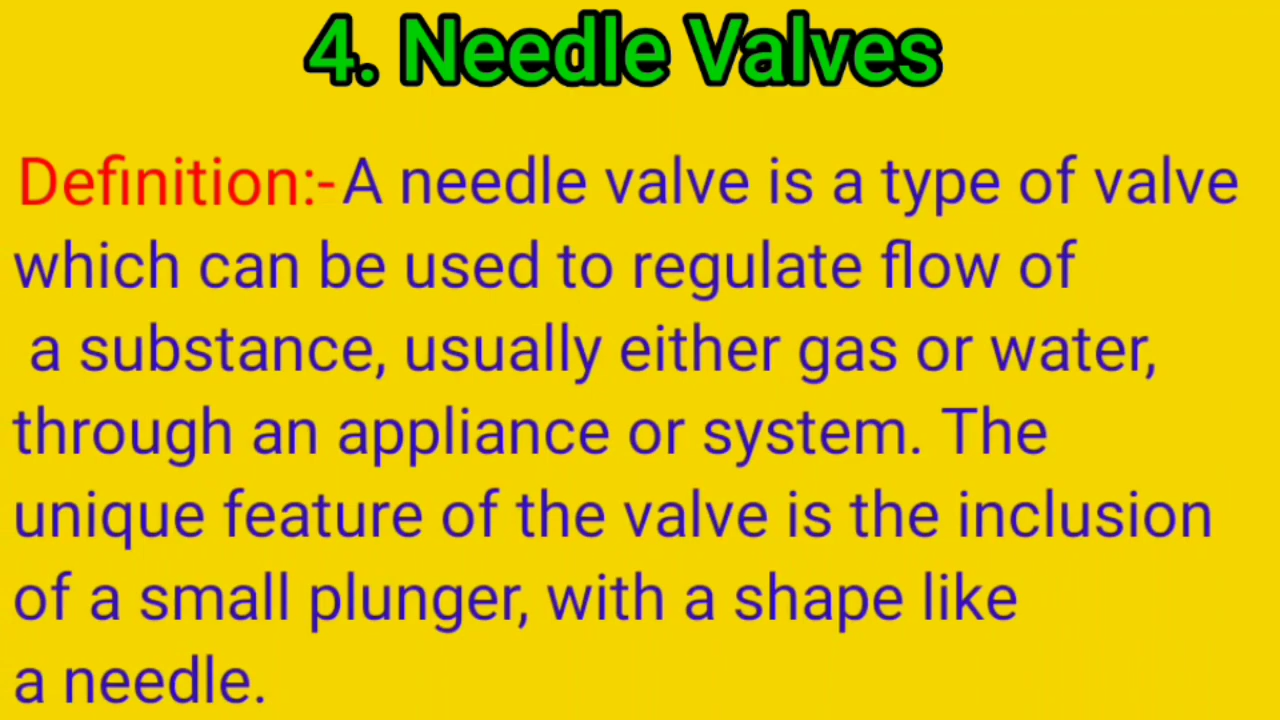 4. Needle Valves
Definition:-A needle valve is a type of valve
which can be used to regulate flow of
a substance, usually either gas or water,
through an appliance or system. The
unique feature of the valve is the inclusion
of a small plunger, with a shape like
a needle.